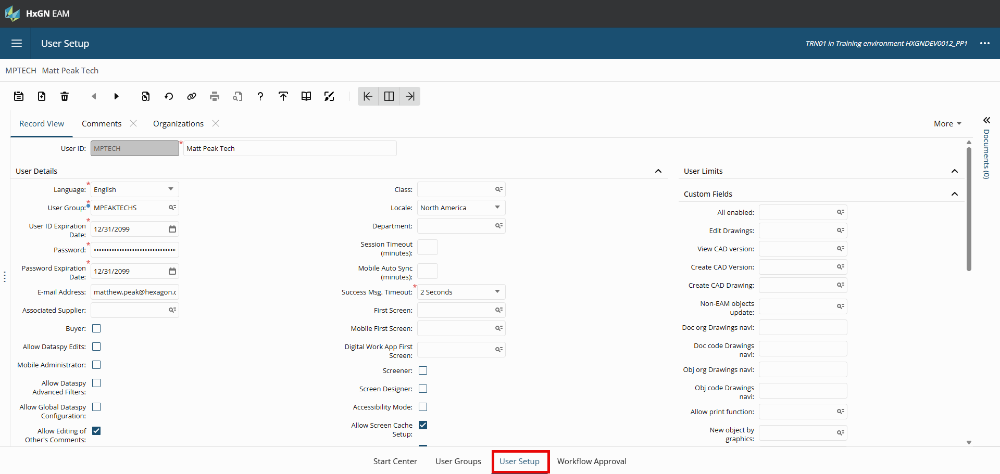 HxGN EAM
User Setup
TRN01 in Training environment HXGNDEV0012_PP1
MPTECH Matt Peak Tech
Record View
Comments
Organizations
More
Documents (0)
User ID: MPTECH * Matt Peak Tech
User Details
Language: * English
User Group: * MPEAKTECHS
User ID Expiration
Date: * 12/31/2099
Password: * ••••••••••••••••••••••••••••••••
Password Expiration
Date: * 12/31/2099
E-mail Address: matthew.peak@hexagon.c
Associated Supplier:
Buyer:
Allow Dataspy Edits:
Mobile Administrator:
Allow Dataspy
Advanced Filters:
Allow Global Dataspy
Configuration:
Allow Editing of
Other's Comments:
Class:
Locale: North America
Department:
Session Timeout
(minutes):
Mobile Auto Sync
(minutes):
Success Msg. Timeout: * 2 Seconds
First Screen:
Mobile First Screen:
Digital Work App First
Screen:
Screener:
Screen Designer:
Accessibility Mode:
Allow Screen Cache
Setup:
User Limits
Custom Fields
All enabled:
Edit Drawings:
View CAD version:
Create CAD Version:
Create CAD Drawing:
Non-EAM objects
update:
Doc org Drawings navi:
Doc code Drawings
navi:
Obj org Drawings navi:
Obj code Drawings
navi:
Allow print function:
New object by
graphics:
Start Center
User Groups
User Setup
Workflow Approval